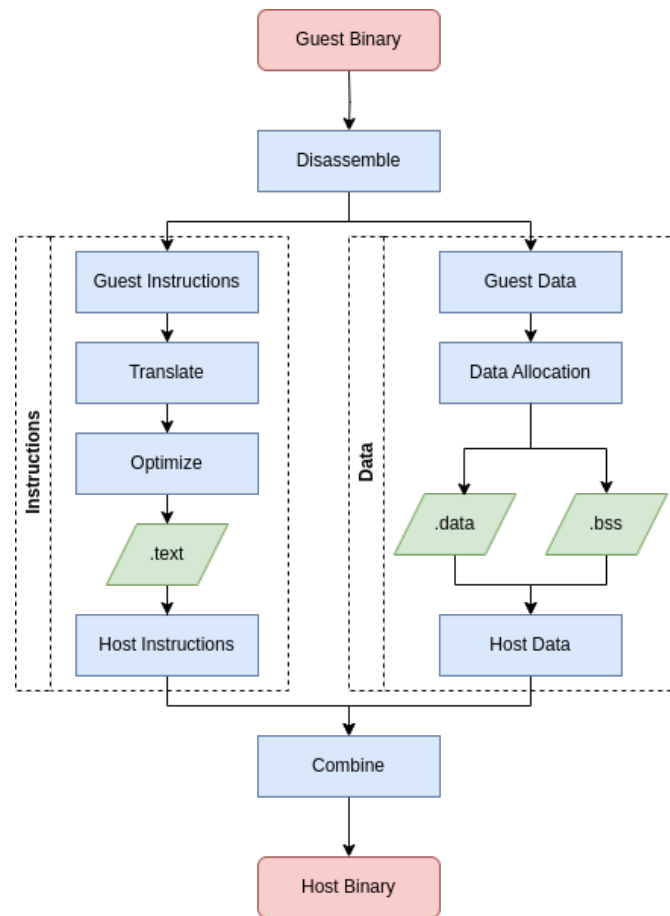 Guest Binary
Disassemble
Instructions
Guest Instructions
Translate
Optimize
.text
Host Instructions
Data
Guest Data
Data Allocation
.data
.bss
Host Data
Combine
Host Binary